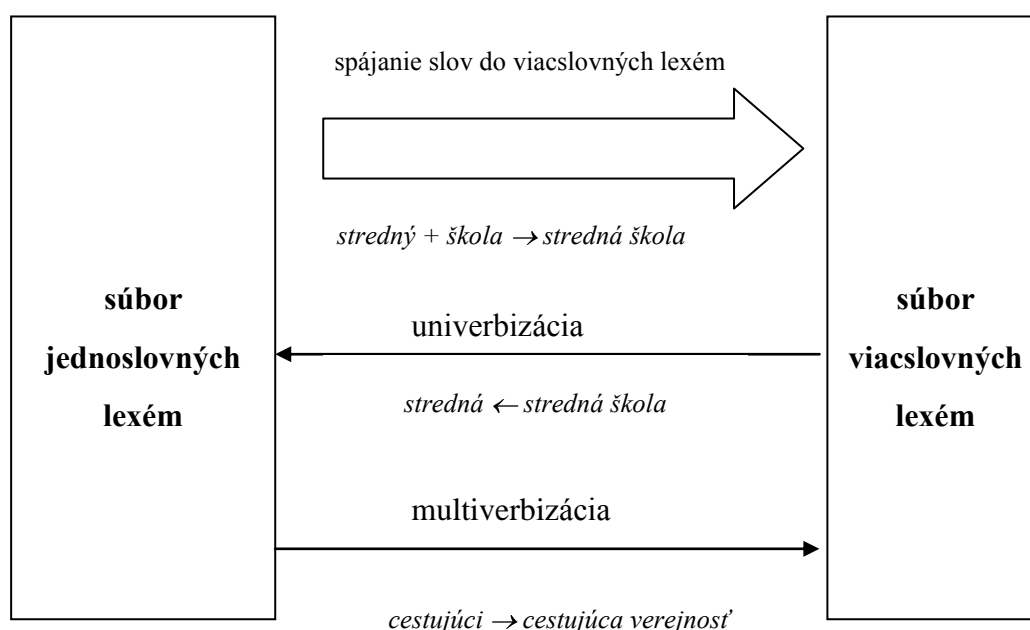 spájanie slov do viacslovných lexém
stredný + škola → stredná škola
súbor
jednoslovných
lexém
univerbizácia
stredná ← stredná škola
multiverbizácia
cestujúci → cestujúca verejnosť
súbor
viacslovných
lexém